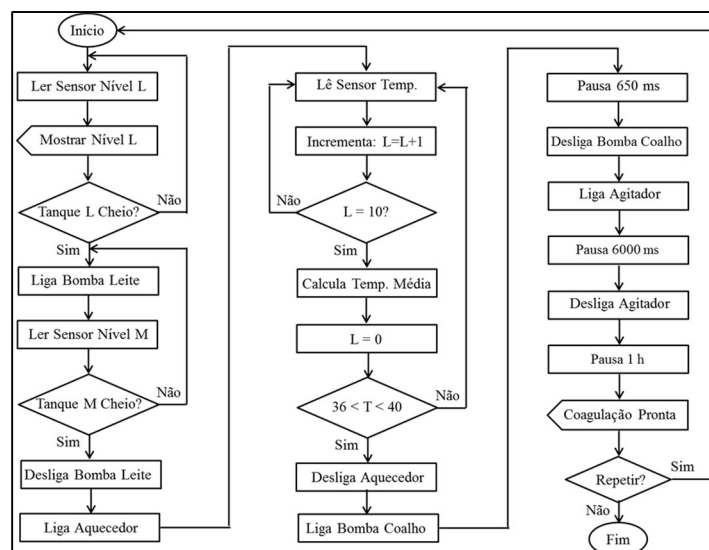 Início
Ler Sensor Nível L
Mostrar Nível L
Tanque L Cheio?
Não
Sim
Liga Bomba Leite
Ler Sensor Nível M
Tanque M Cheio?
Não
Sim
Desliga Bomba Leite
Liga Aquecedor
Lê Sensor Temp.
Incrementa: L=L+1
L = 10?
Não
Sim
Calcula Temp. Média
L = 0
36 < T < 40
Não
Sim
Desliga Aquecedor
Liga Bomba Coalho
Pausa 650 ms
Desliga Bomba Coalho
Liga Agitador
Pausa 6000 ms
Desliga Agitador
Pausa 1 h
Coagulação Pronta
Repetir?
Sim
Não
Fim